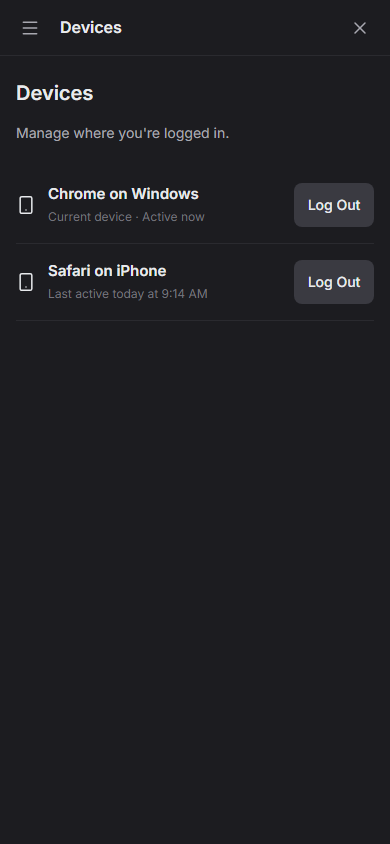 Devices
Devices
Manage where you're logged in.
Chrome on Windows
Current device · Active now
Log Out
Safari on iPhone
Last active today at 9:14 AM
Log Out